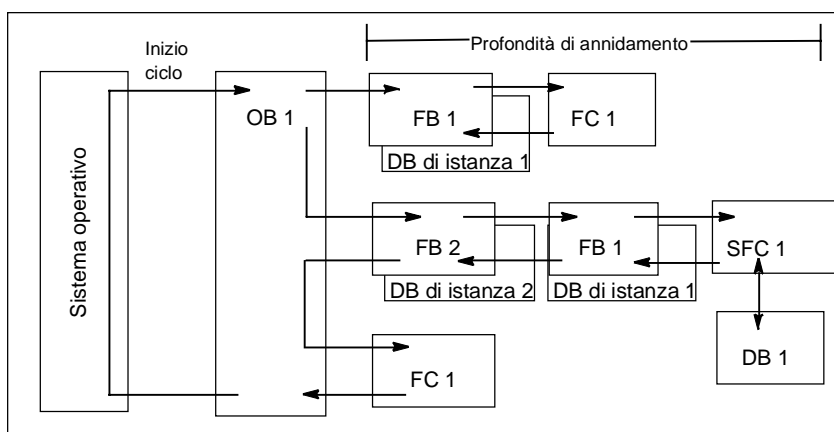 Inizio
ciclo
Profondità di annidamento
Sistema operativo
OB 1
FB 1
FC 1
DB di istanza 1
FB 2
FB 1
SFC 1
DB di istanza 2
DB di istanza 1
DB 1
FC 1